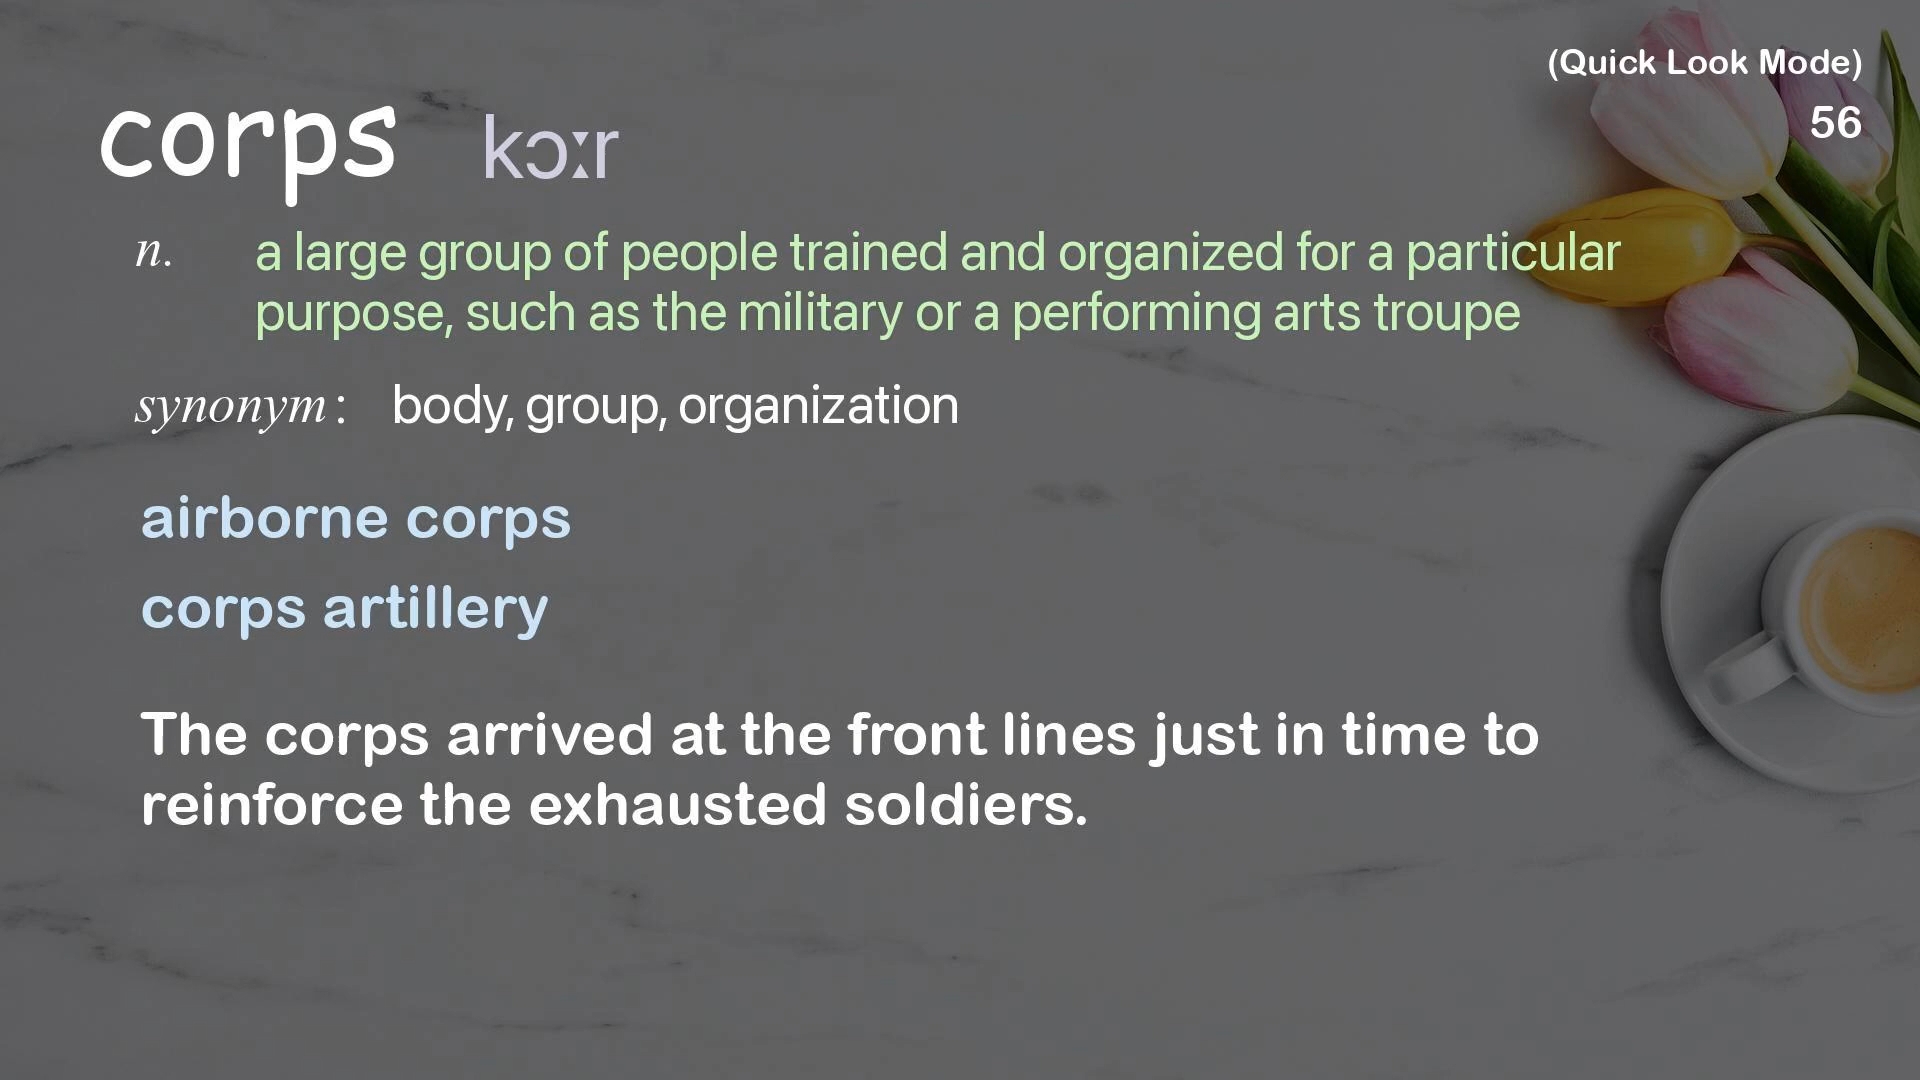 (Quick Look Mode)
56
corps kɔːr
n. a large group of people trained and organized for a particular
purpose, such as the military or a performing arts troupe
synonym: body, group, organization
airborne corps
corps artillery
The corps arrived at the front lines just in time to
reinforce the exhausted soldiers.